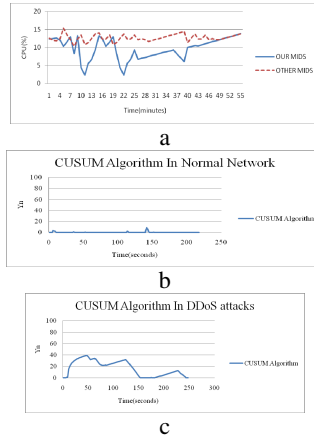 20
15
10
5
0
CPU(%)
1 4 7 10 13 16 19 22 25 28 31 34 37 40 43 46 49 52 55
Time(minutes)
OUR MIDS
OTHER MIDS
a
CUSUM Algorithm In Normal Network
100
80
60
40
20
0
Yn
0 50 100 150 200 250
Time(seconds)
CUSUM Algorithm
b
CUSUM Algorithm In DDoS attacks
100
80
60
40
20
0
Yn
0 50 100 150 200 250 300
Time(seconds)
CUSUM Algorithm
c